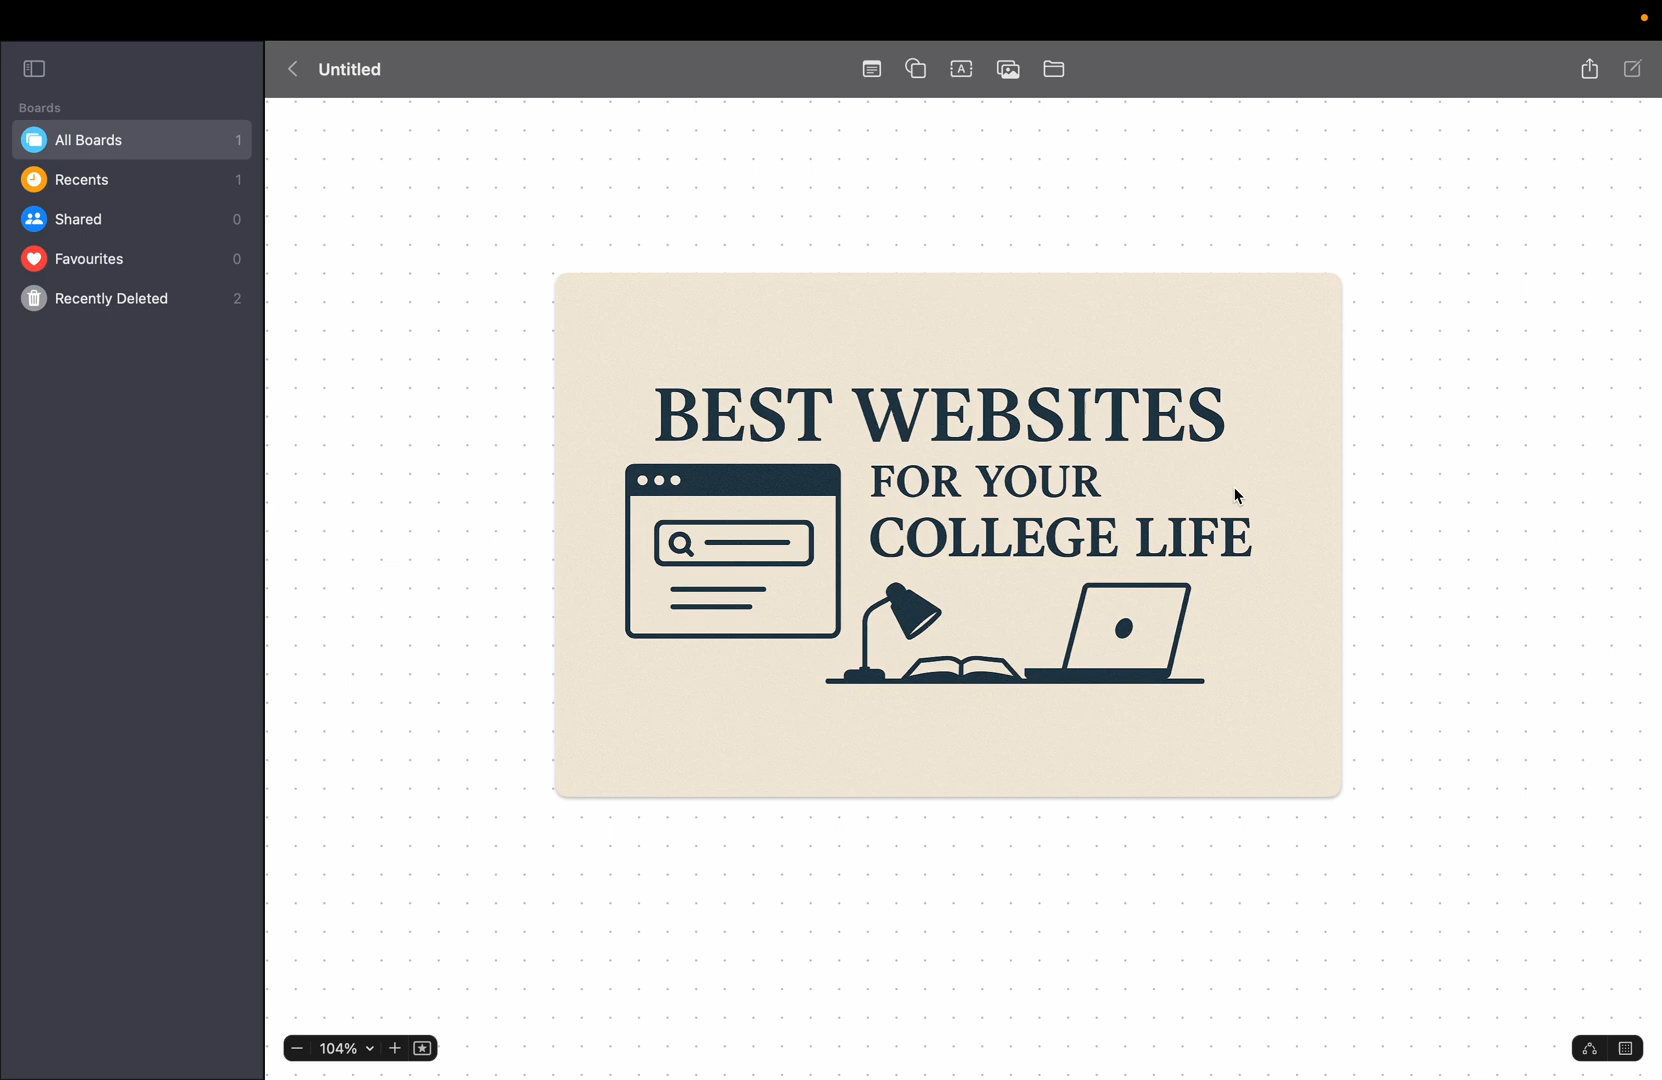 Untitled
Boards
All Boards 1
Recents 1
Shared 0
Favourites 0
Recently Deleted 2
A
BEST WEBSITES
FOR YOUR
COLLEGE LIFE
104%